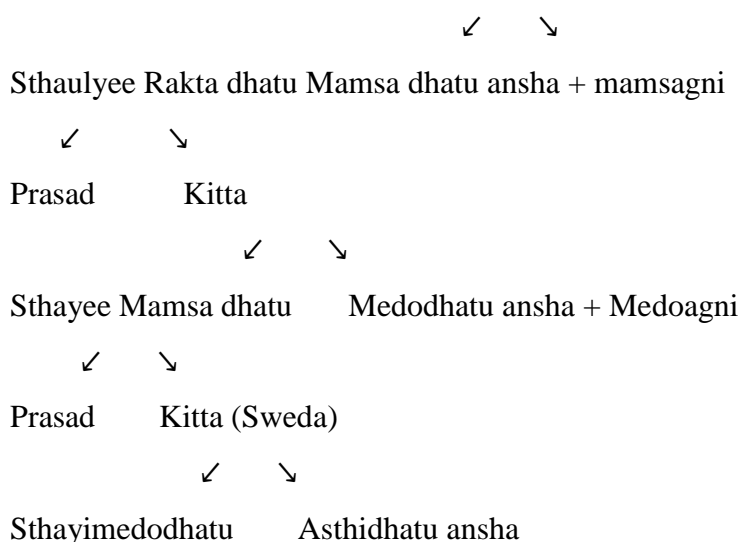 ↙ ↘
Sthaulyee Rakta dhatu Mamsa dhatu ansha + mamsagni
↙ ↘
Prasad Kitta
↙ ↘
Sthayee Mamsa dhatu Medodhatu ansha + Medoagni
↙ ↘
Prasad Kitta (Sweda)
↙ ↘
Sthayimedodhatu Asthidhatu ansha